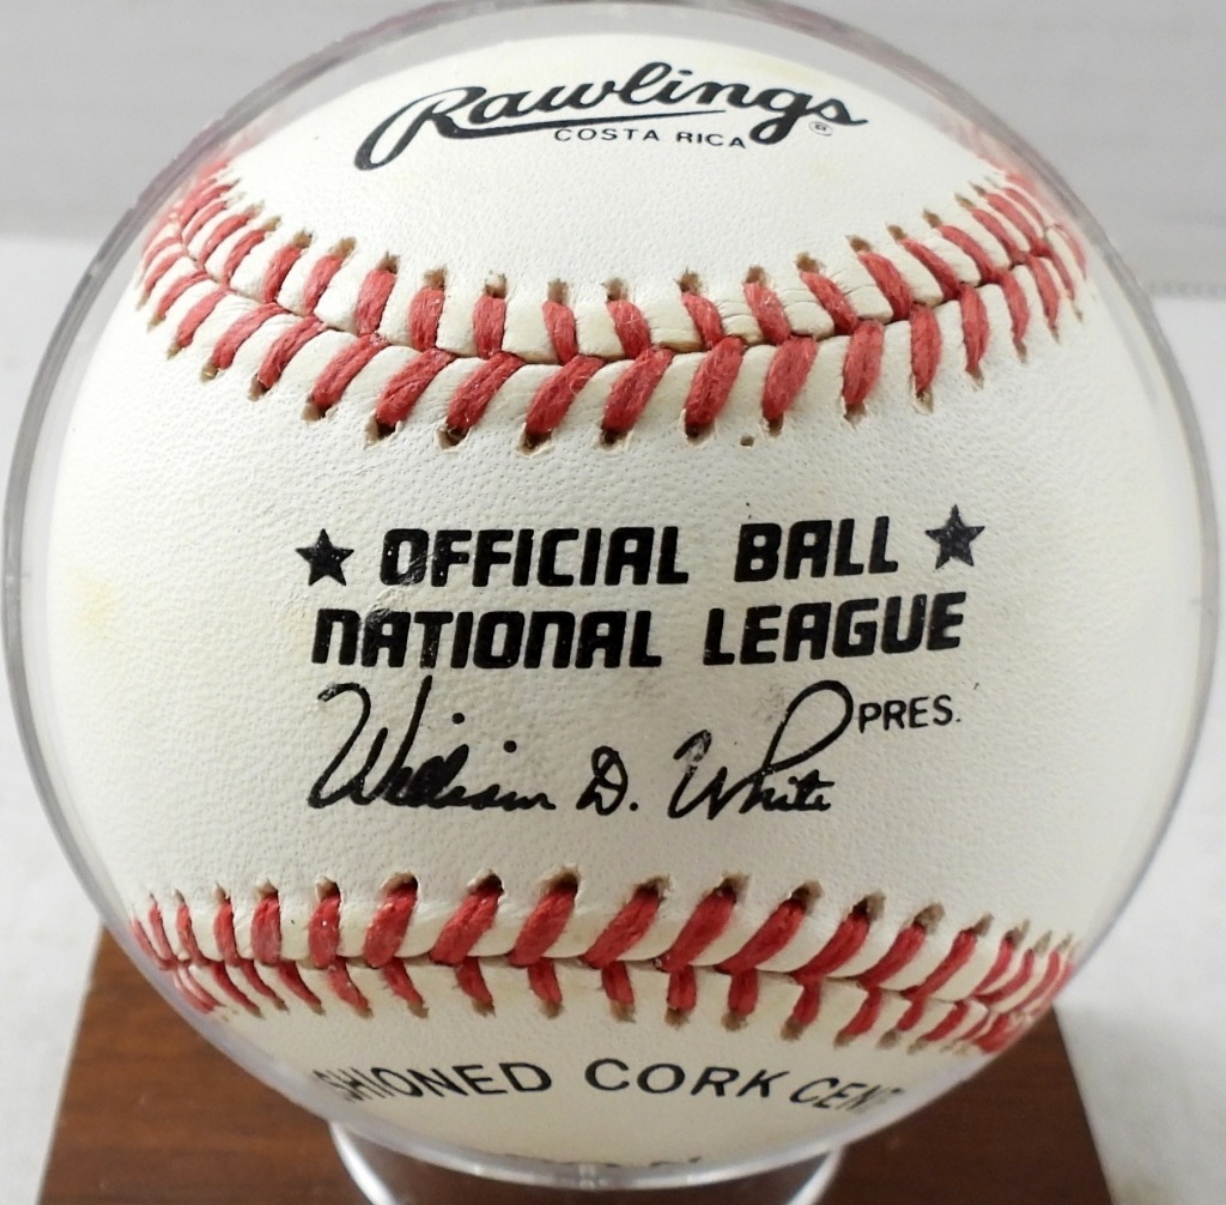 Rawlings ®
COSTA RICA
★ OFFICIAL BALL ★
NATIONAL LEAGUE
William D. White PRES.
SHIONED CORK CEN